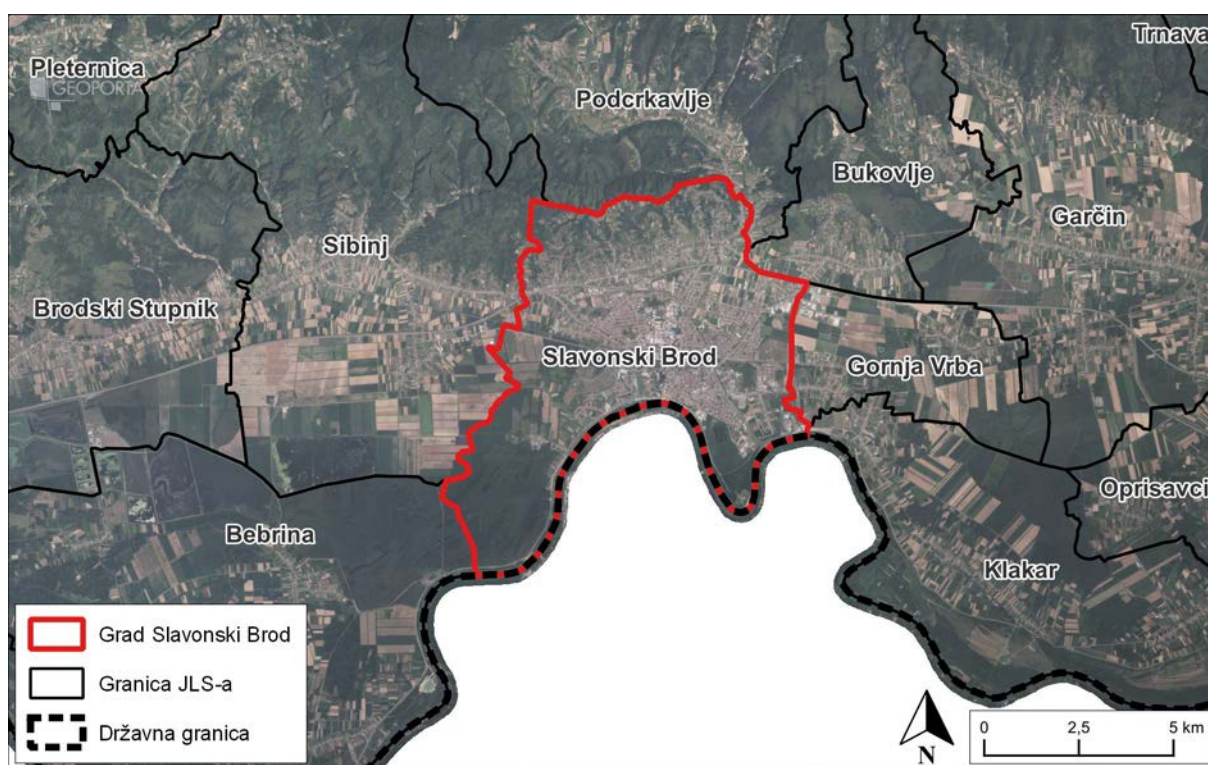 Trnava
Pleternica
GEOPORTA
Podcrkavlje
Bukovlje
Garčin
Sibinj
Brodski Stupnik
Slavonski Brod
Gornja Vrba
Oprisavci
Bebrina
Klakar
Grad Slavonski Brod
Granica JLS-a
Državna granica
N
0 2,5 5 km